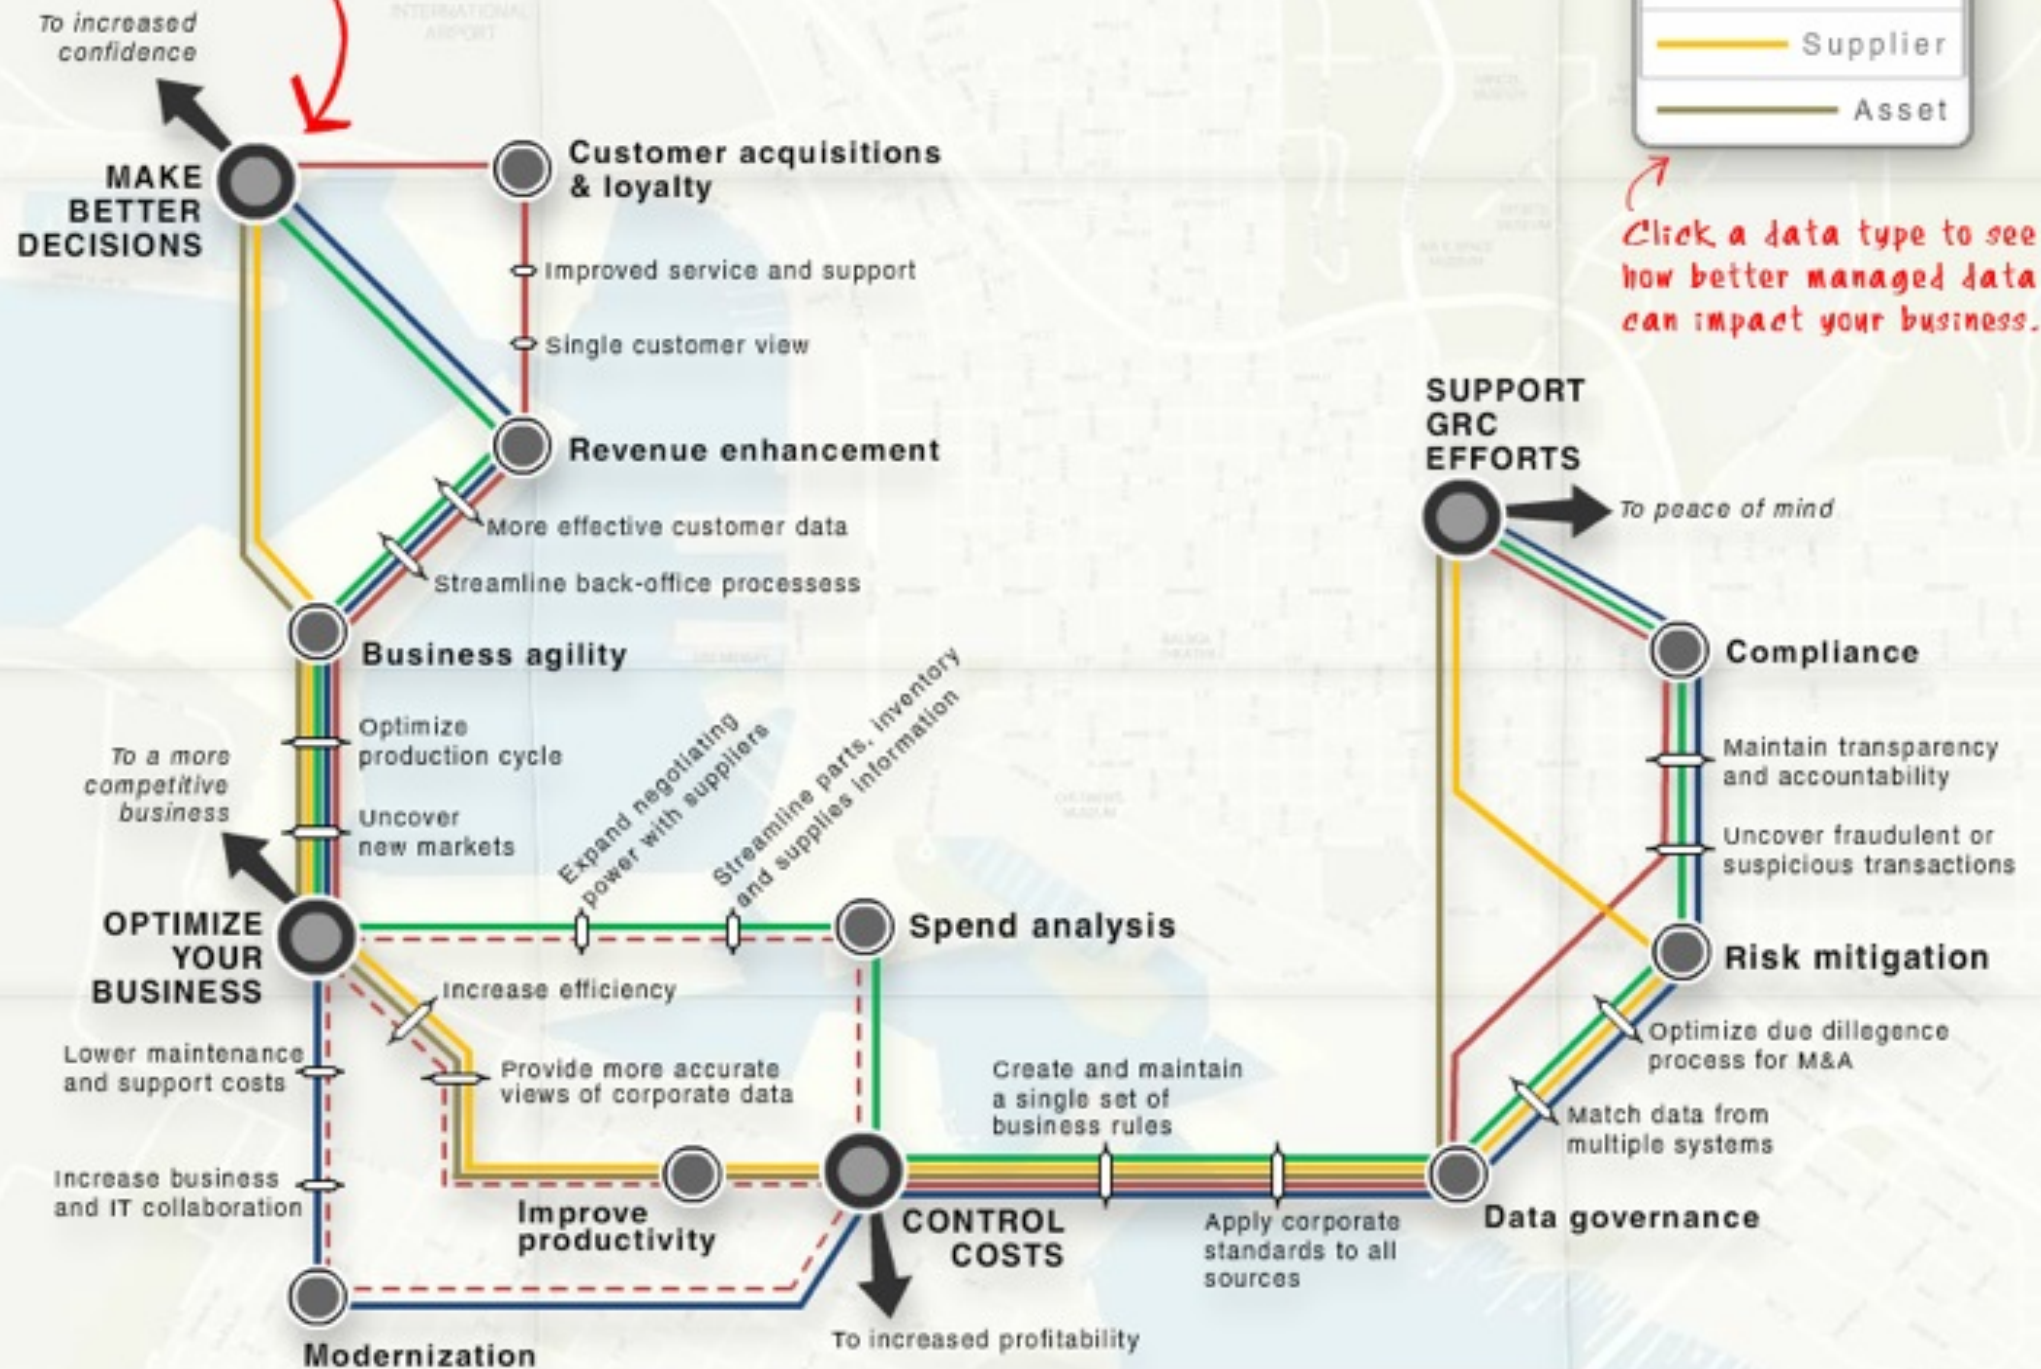 To increased
confidence
INTERNATIONAL
AIRPORT
Supplier
Asset
MAKE
BETTER
DECISIONS
Customer acquisitions
& loyalty
Improved service and support
Single customer view
Click a data type to see
how better managed data
can impact your business.
Revenue enhancement
More effective customer data
Streamline back-office processess
SUPPORT
GRC
EFFORTS
To peace of mind
Business agility
Compliance
Optimize
production cycle
Uncover
new markets
To a more
competitive
business
Expand negotiating
power with suppliers
Streamline parts, inventory
and supplies information
Maintain transparency
and accountability
Uncover fraudulent or
suspicious transactions
OPTIMIZE
YOUR
BUSINESS
Spend analysis
Risk mitigation
Increase efficiency
Lower maintenance
and support costs
Provide more accurate
views of corporate data
Create and maintain
a single set of
business rules
Optimize due dillegence
process for M&A
Match data from
multiple systems
Increase business
and IT collaboration
Improve
productivity
CONTROL
COSTS
Apply corporate
standards to all
sources
Data governance
To increased profitability
Modernization